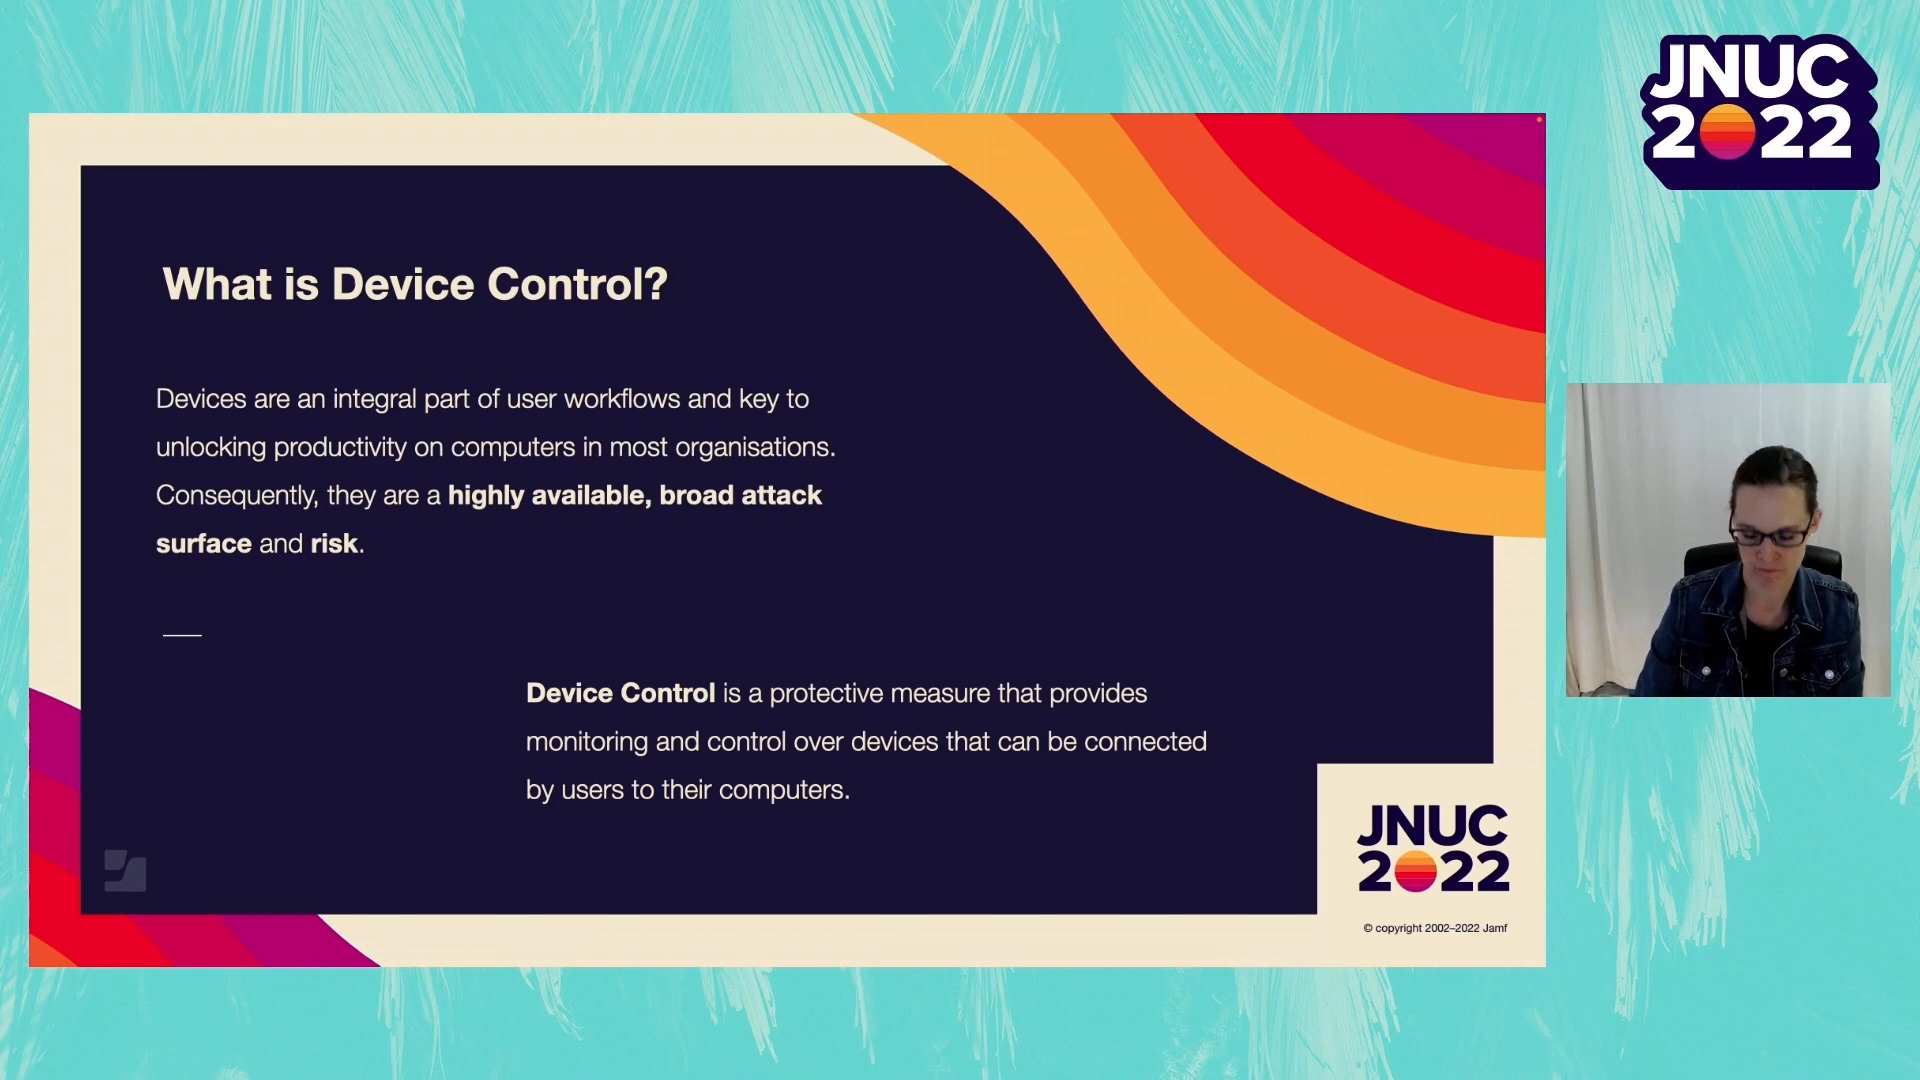 JNUC
2022
What is Device Control?
Devices are an integral part of user workflows and key to
unlocking productivity on computers in most organisations.
Consequently, they are a highly available, broad attack
surface and risk.
Device Control is a protective measure that provides
monitoring and control over devices that can be connected
by users to their computers.
JNUC
2022
© copyright 2002–2022 Jamf